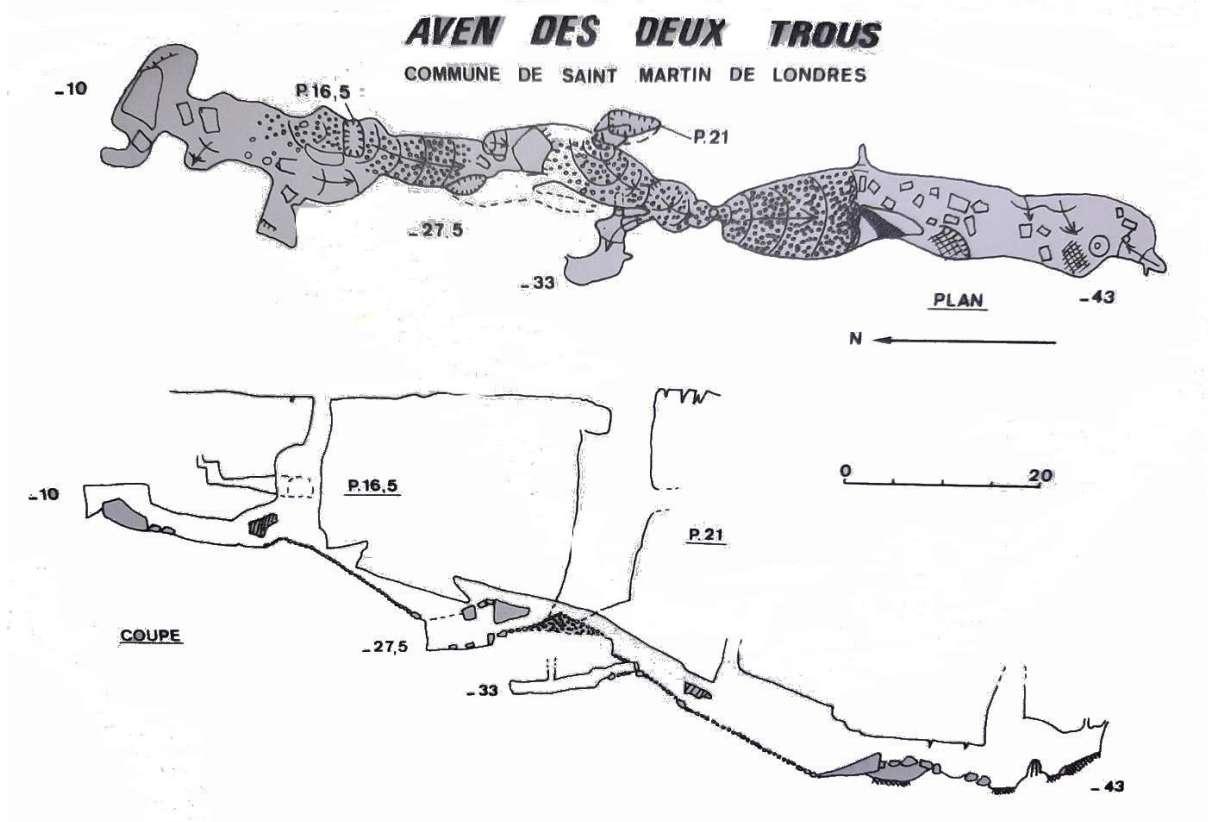 AVEN DES DEUX TROUS
COMMUNE DE SAINT MARTIN DE LONDRES
-10
P.16,5
P.21
-27,5
-33
PLAN
-43
N
0 20
-10
P.16,5
P.21
COUPE
-27,5
-33
-43